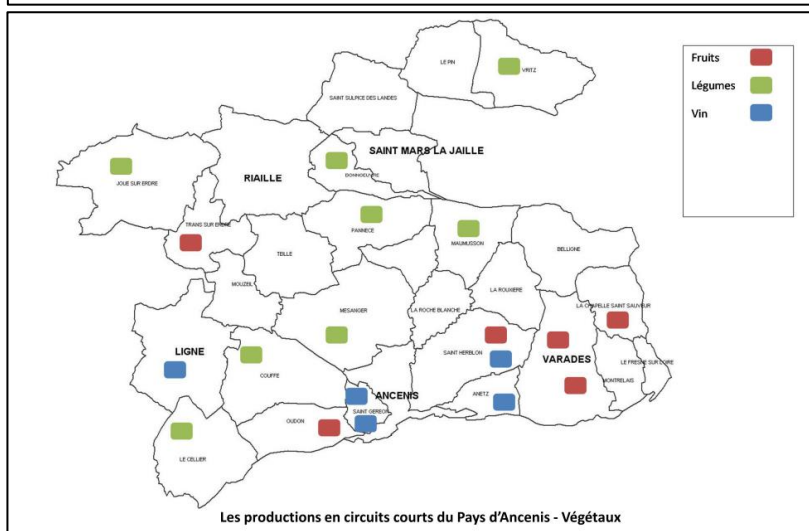 LE PIN
VRITZ
SAINT SULPICE DES LANDES
SAINT MARS LA JAILLE
JOUE SUR ERDRE
RIAILLE
BONNOEUVRE
TRANS SUR ERDRE
PANNECE
MAUMUSSON
TEILLE
BELLIGNE
MOUZEIL
MESANGER
LA ROCHE BLANCHE
LA ROUXIERE
LA CHAPELLE SAINT SAUVEUR
LIGNE
COUFFE
SAINT HERBLON
VARADES
LE FRESNE SUR LOIRE
MONTRELAIS
ANCENIS
ANETZ
SAINT GEREON
OUDON
LE CELLIER
Fruits
Légumes
Vin
Les productions en circuits courts du Pays d'Ancenis - Végétaux